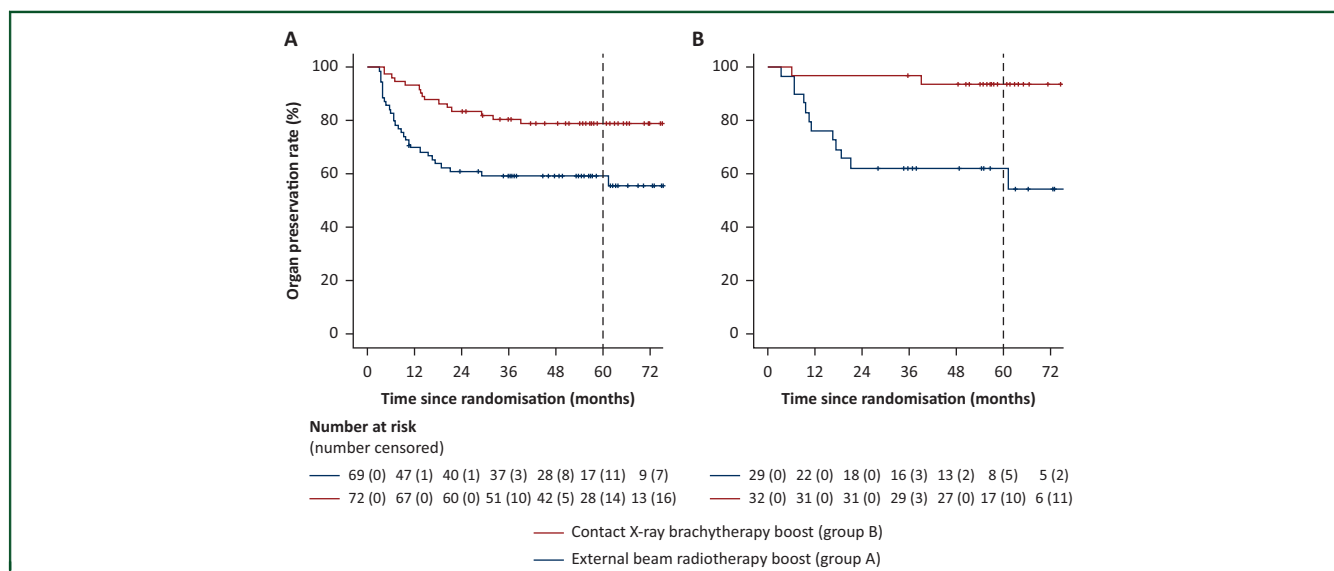 A
B
Organ preservation rate (%)
100
80
60
40
20
0
0 12 24 36 48 60 72
Time since randomisation (months)
100
80
60
40
20
0
0 12 24 36 48 60 72
Time since randomisation (months)
Number at risk
(number censored)
69 (0) 47 (1) 40 (1) 37 (3) 28 (8) 17 (11) 9 (7)
72 (0) 67 (0) 60 (0) 51 (10) 42 (5) 28 (14) 13 (16)
29 (0) 22 (0) 18 (0) 16 (3) 13 (2) 8 (5) 5 (2)
32 (0) 31 (0) 31 (0) 29 (3) 27 (0) 17 (10) 6 (11)
Contact X-ray brachytherapy boost (group B)
External beam radiotherapy boost (group A)